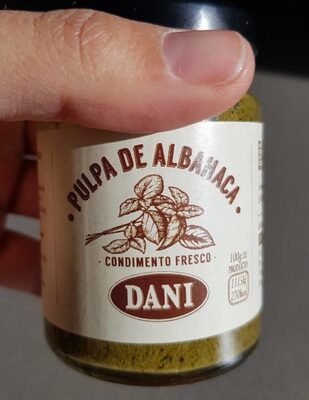 · PULPA DE ALBAHACA ·
· CONDIMENTO FRESCO ·
DANI
100g DE
PRODUCTO